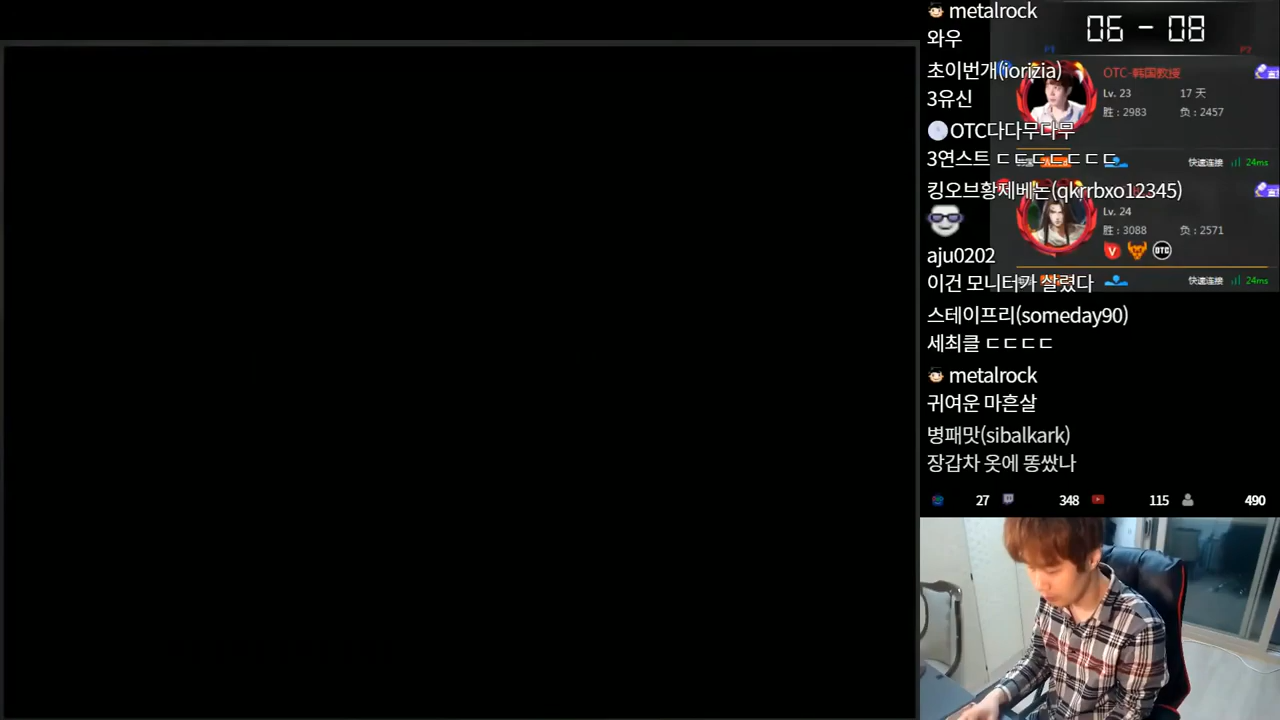 metalrock
와우
06 - 08
P1
P2
초이번개(iorizia)
OTC-韩国教授
Lv. 23
17 天
3유신
胜 : 2983
负 : 2457
OTC다다무다무
3연스트 ㄷㄷㄷㄷㄷㄷㄷ
快速连接
24ms
킹오브황제베논(qkrrbxo12345)
Lv. 24
胜 : 3088
负 : 2571
V
OTC
aju0202
이건 모니터가 살렸다
快速连接
24ms
스테이프리(someday90)
세최클 ㄷㄷㄷㄷ
metalrock
귀여운 마흔살
병패맛(sibalkark)
장갑차 옷에 똥쌌나
27
348
115
490